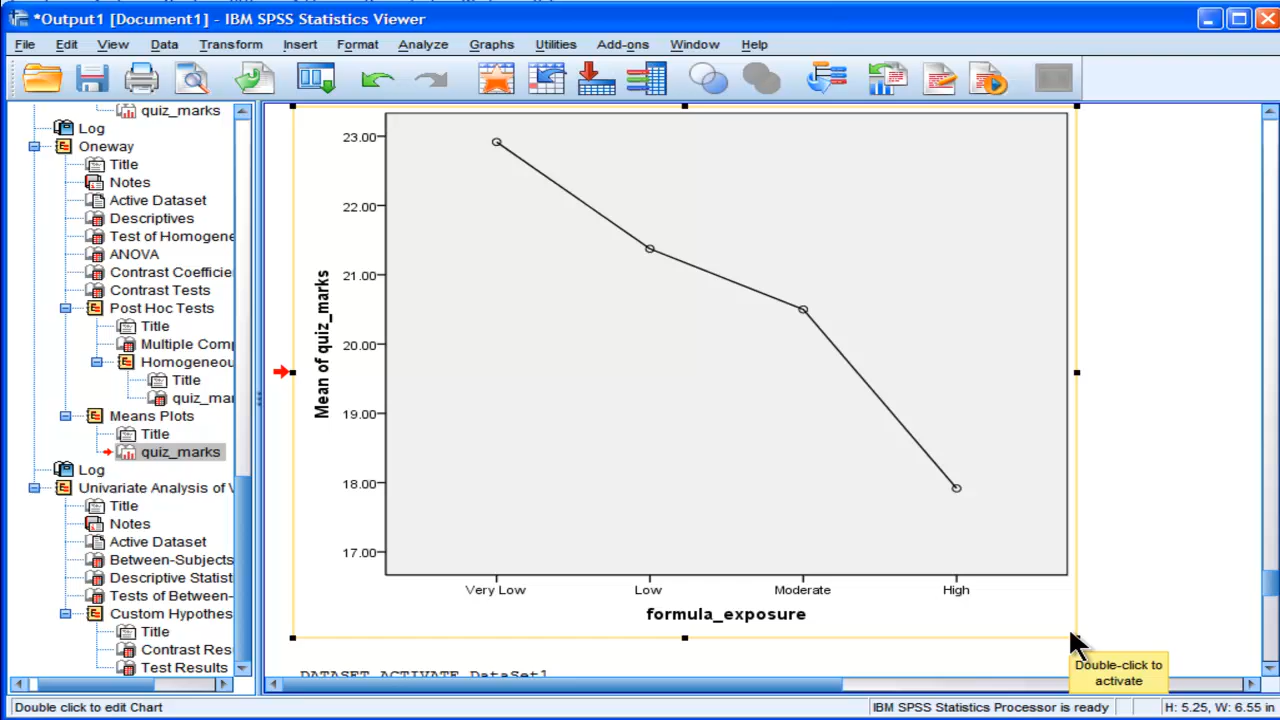 *Output1 [Document1] - IBM SPSS Statistics Viewer
File Edit View Data Transform Insert Format Analyze Graphs Utilities Add-ons Window Help
quiz_marks
Log
Oneway
Title
Notes
Active Dataset
Descriptives
Test of Homogene
ANOVA
Contrast Coefficie
Contrast Tests
Post Hoc Tests
Title
Multiple Comp
Homogeneou
Title
quiz_mar
Means Plots
Title
quiz_marks
Log
Univariate Analysis of V
Title
Notes
Active Dataset
Between-Subjects
Descriptive Statist
Tests of Between-
Custom Hypothes
Title
Contrast Res
Test Results
23.00
22.00
21.00
20.00
19.00
18.00
17.00
Mean of quiz_marks
Very Low Low Moderate High
formula_exposure
DATASET ACTIVATE DataSet1
Double-click to
activate
Double click to edit Chart
IBM SPSS Statistics Processor is ready
H: 5.25, W: 6.55 in